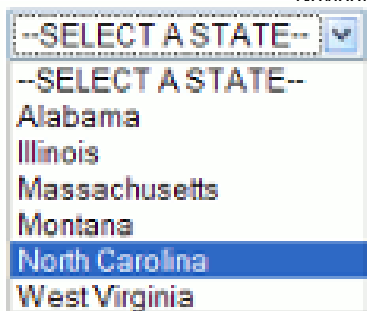 --SELECT A STATE--
--SELECT A STATE--
Alabama
Illinois
Massachusetts
Montana
North Carolina
West Virginia